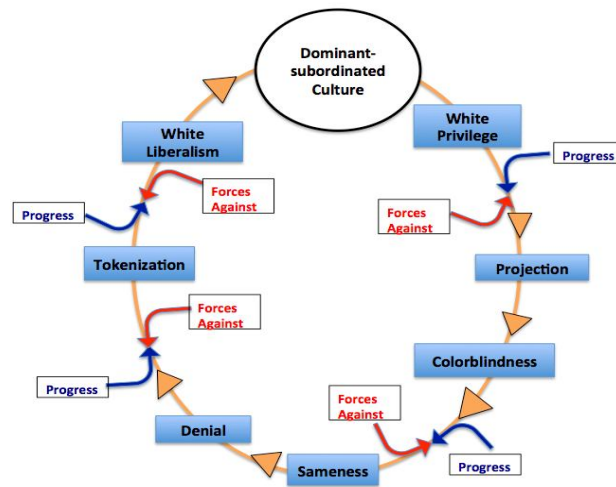 Dominant-
subordinated
Culture
White
Privilege
Progress
Forces
Against
Projection
Colorblindness
Forces
Against
Progress
Sameness
Denial
Progress
Forces
Against
Tokenization
Progress
Forces
Against
White
Liberalism